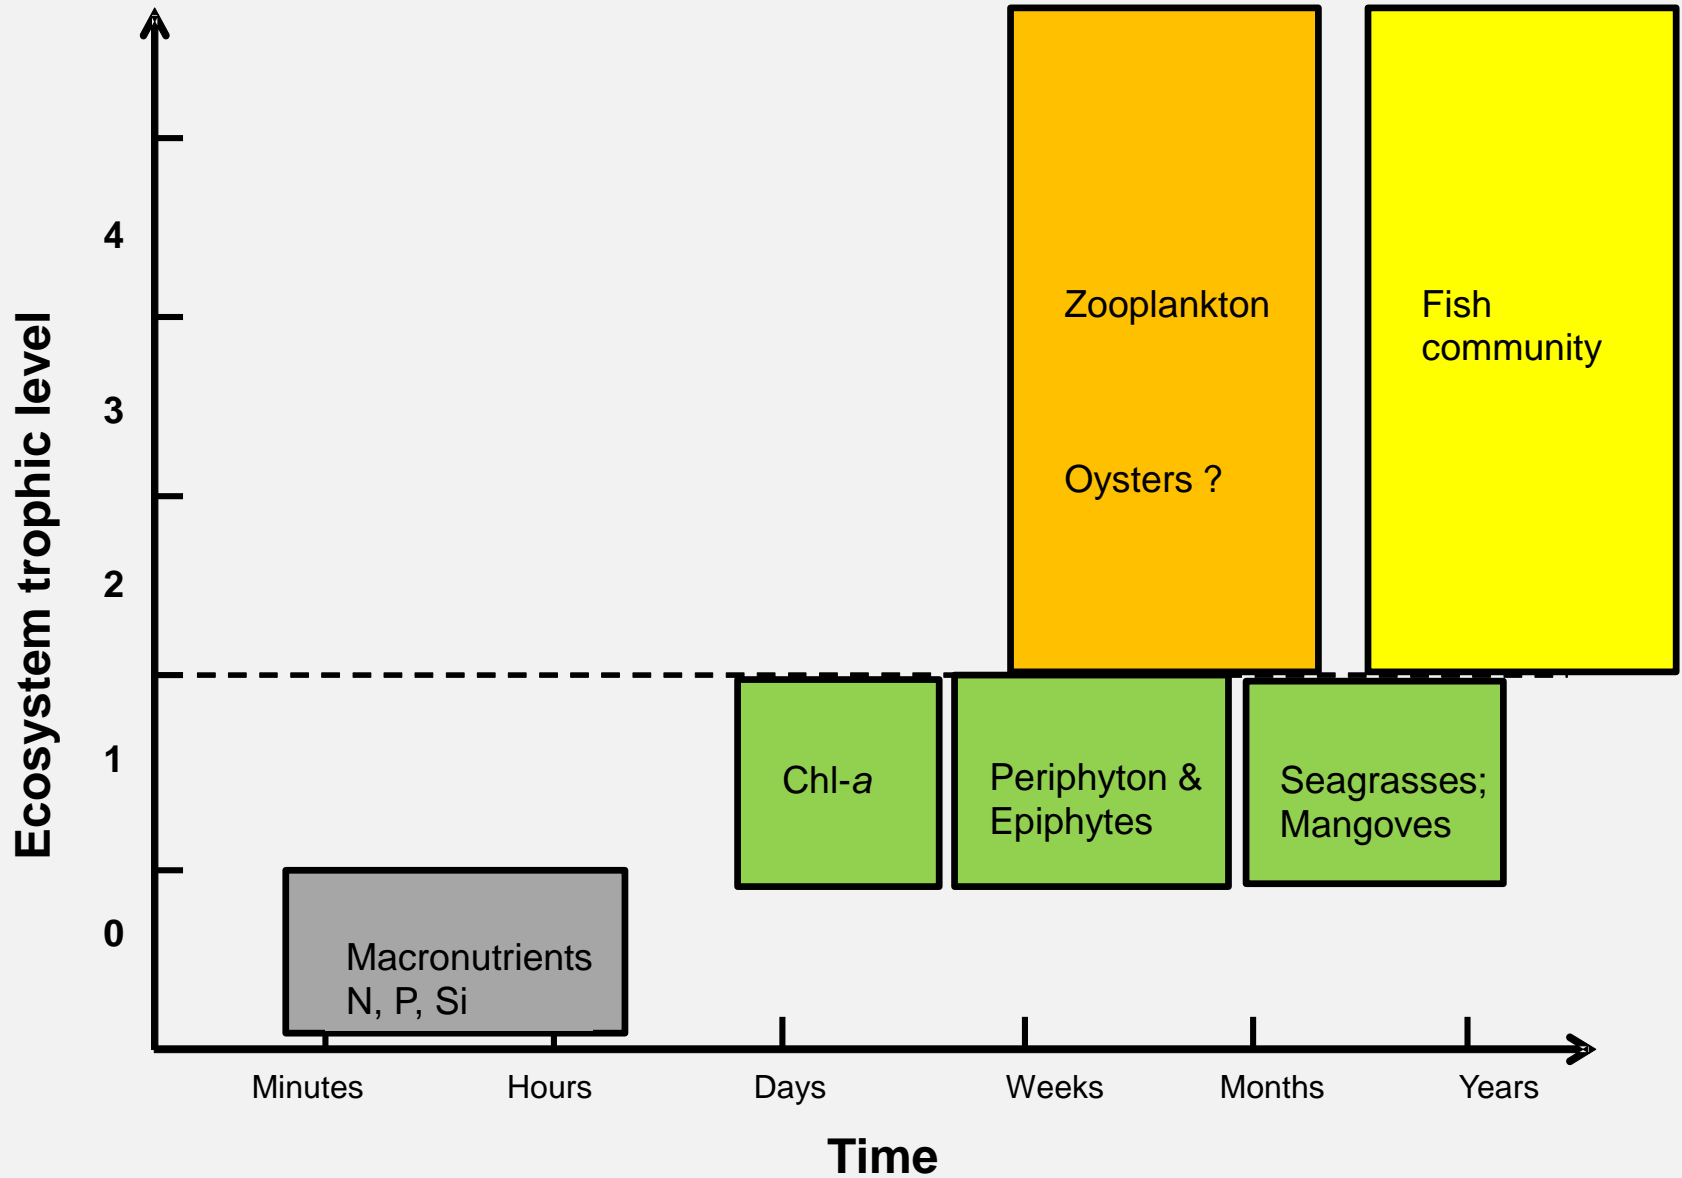 Ecosystem trophic level
4
3
2
1
0
Zooplankton
Oysters ?
Fish
community
Chl-a
Periphyton &
Epiphytes
Seagrasses;
Mangoves
Macronutrients
N, P, Si
Minutes
Hours
Days
Weeks
Months
Years
Time